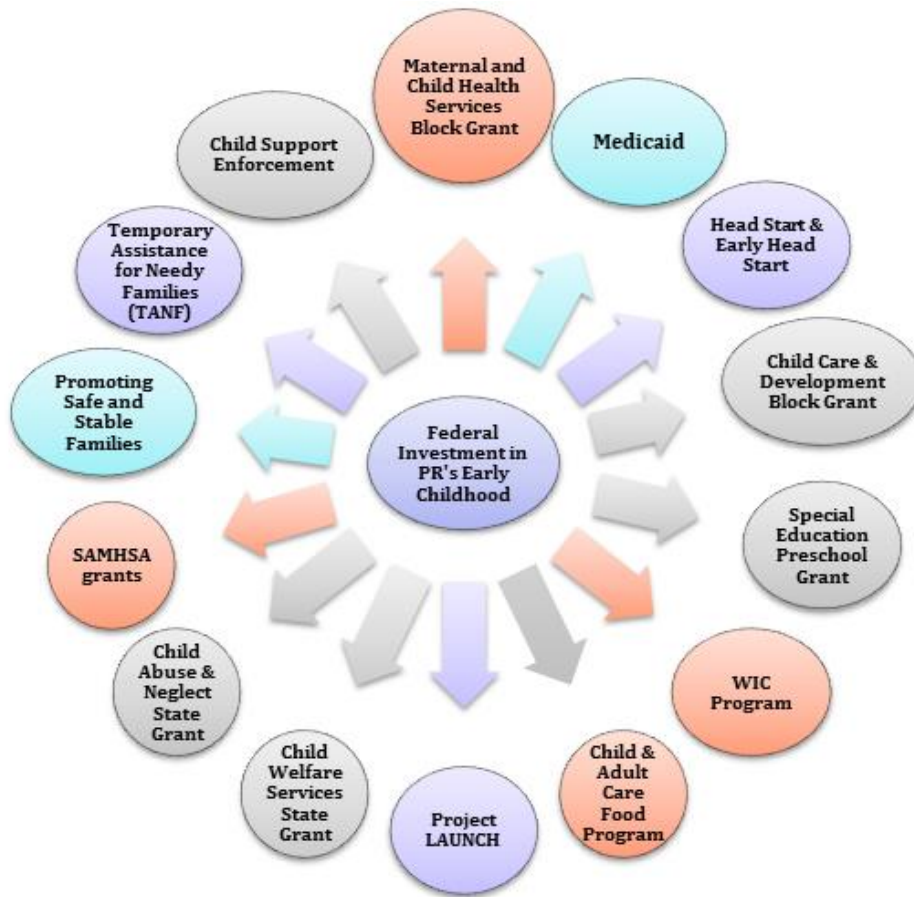 Maternal and
Child Health
Services
Block Grant
Medicaid
Head Start &
Early Head
Start
Child Care &
Development
Block Grant
Special
Education
Preschool
Grant
WIC
Program
Child &
Adult
Care
Food
Program
Project
LAUNCH
Child
Welfare
Services
State
Grant
Child
Abuse &
Neglect
State
Grant
SAMHSA
grants
Promoting
Safe and
Stable
Families
Temporary
Assistance
for Needy
Families
(TANF)
Child Support
Enforcement
Federal
Investment in
PR's Early
Childhood